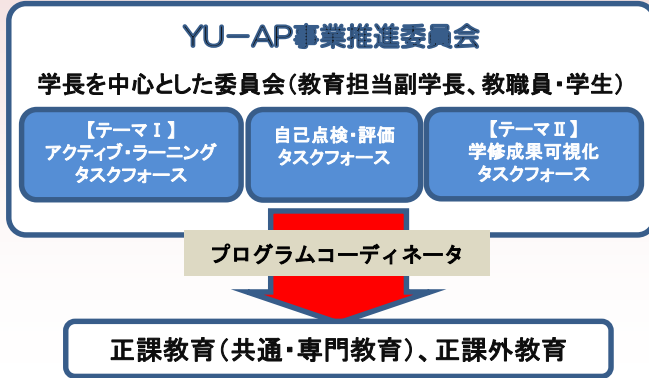 YU－AP事業推進委員会
学長を中心とした委員会（教育担当副学長、教職員・学生）
【テーマⅠ】
アクティブ・ラーニング
タスクフォース
自己点検・評価
タスクフォース
【テーマⅡ】
学修成果可視化
タスクフォース
プログラムコーディネータ
正課教育（共通・専門教育）、正課外教育